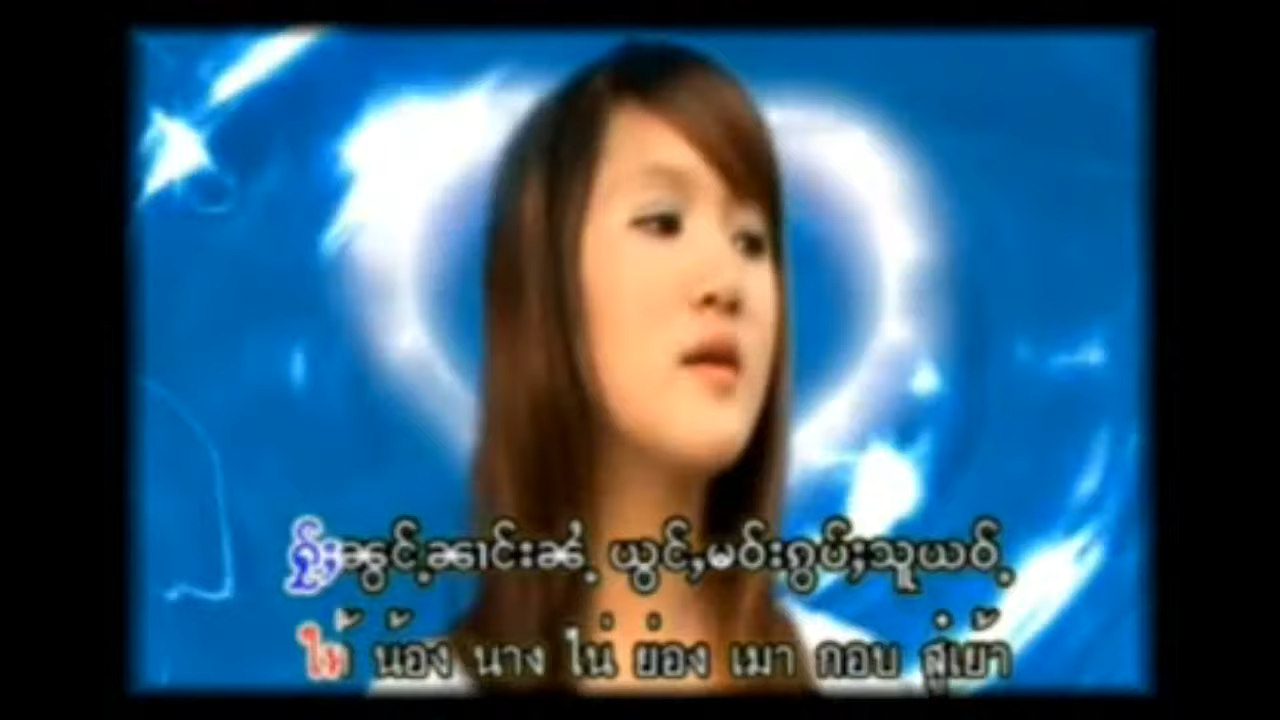 ႁႂ်ႈၼွင့်ၼၢင်းၼႆႉ ယွင်ႇမဝ်းၵွပ်ႈသူယဝ့်
ให้ น้อง นาง ไน่ ย่อง เมา กอบ สู่เย้า